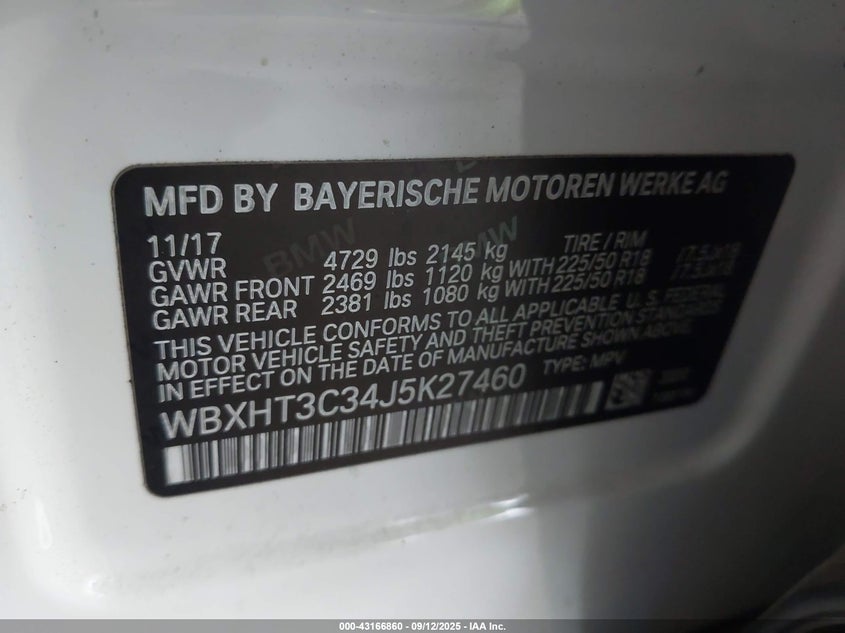 MFD BY BAYERISCHE MOTOREN WERKE AG
11/17 TIRE / RIM
GVWR 4729 lbs 2145 kg
GAWR FRONT 2469 lbs 1120 kg WITH 225/50 R18
GAWR REAR 2381 lbs 1080 kg WITH 225/50 R18
THIS VEHICLE CONFORMS TO ALL APPLICABLE U.S. FEDERAL
MOTOR VEHICLE SAFETY AND THEFT PREVENTION STANDARDS
IN EFFECT ON THE DATE OF MANUFACTURE SHOWN ABOVE.
WBXHT3C34J5K27460 TYPE: MPV
BMW
BMW
000-43166860 - 09/12/2025 - IAA Inc.